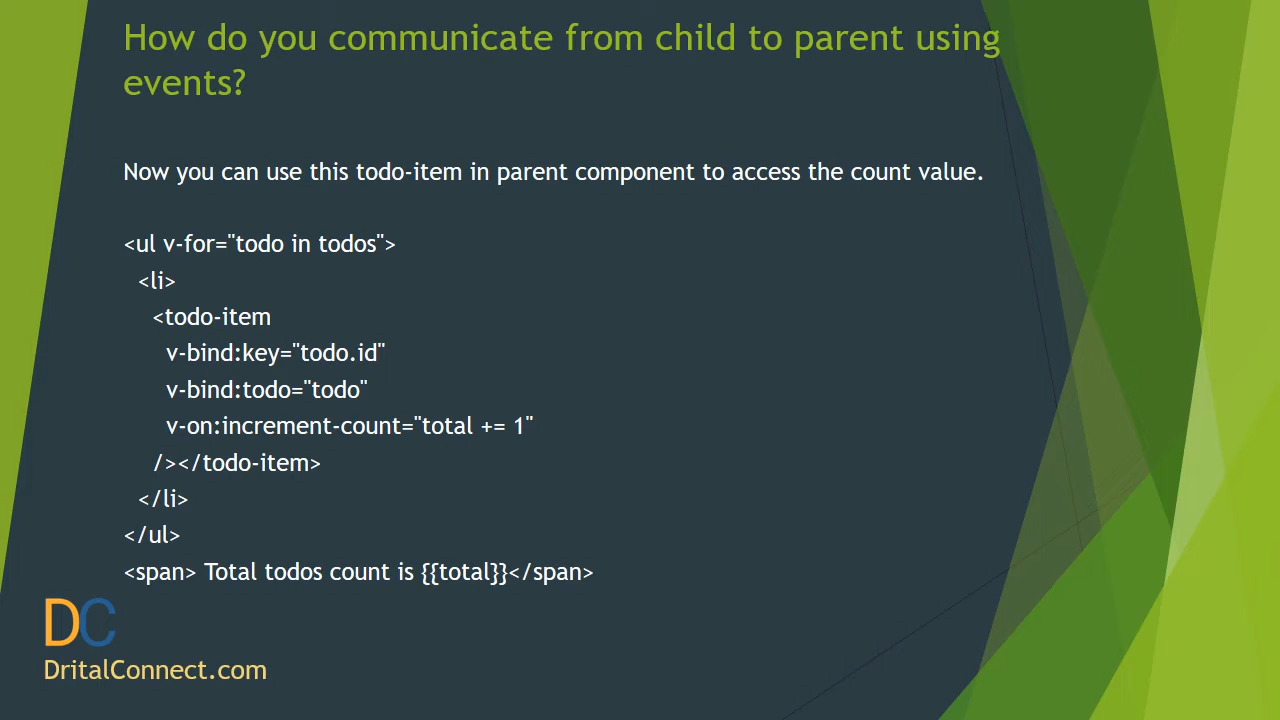 How do you communicate from child to parent using
events?
Now you can use this todo-item in parent component to access the count value.
<ul v-for="todo in todos">
<li>
<todo-item
v-bind:key="todo.id"
v-bind:todo="todo"
v-on:increment-count="total += 1"
/></todo-item>
</li>
</ul>
<span> Total todos count is {{total}}</span>
DC
DritalConnect.com